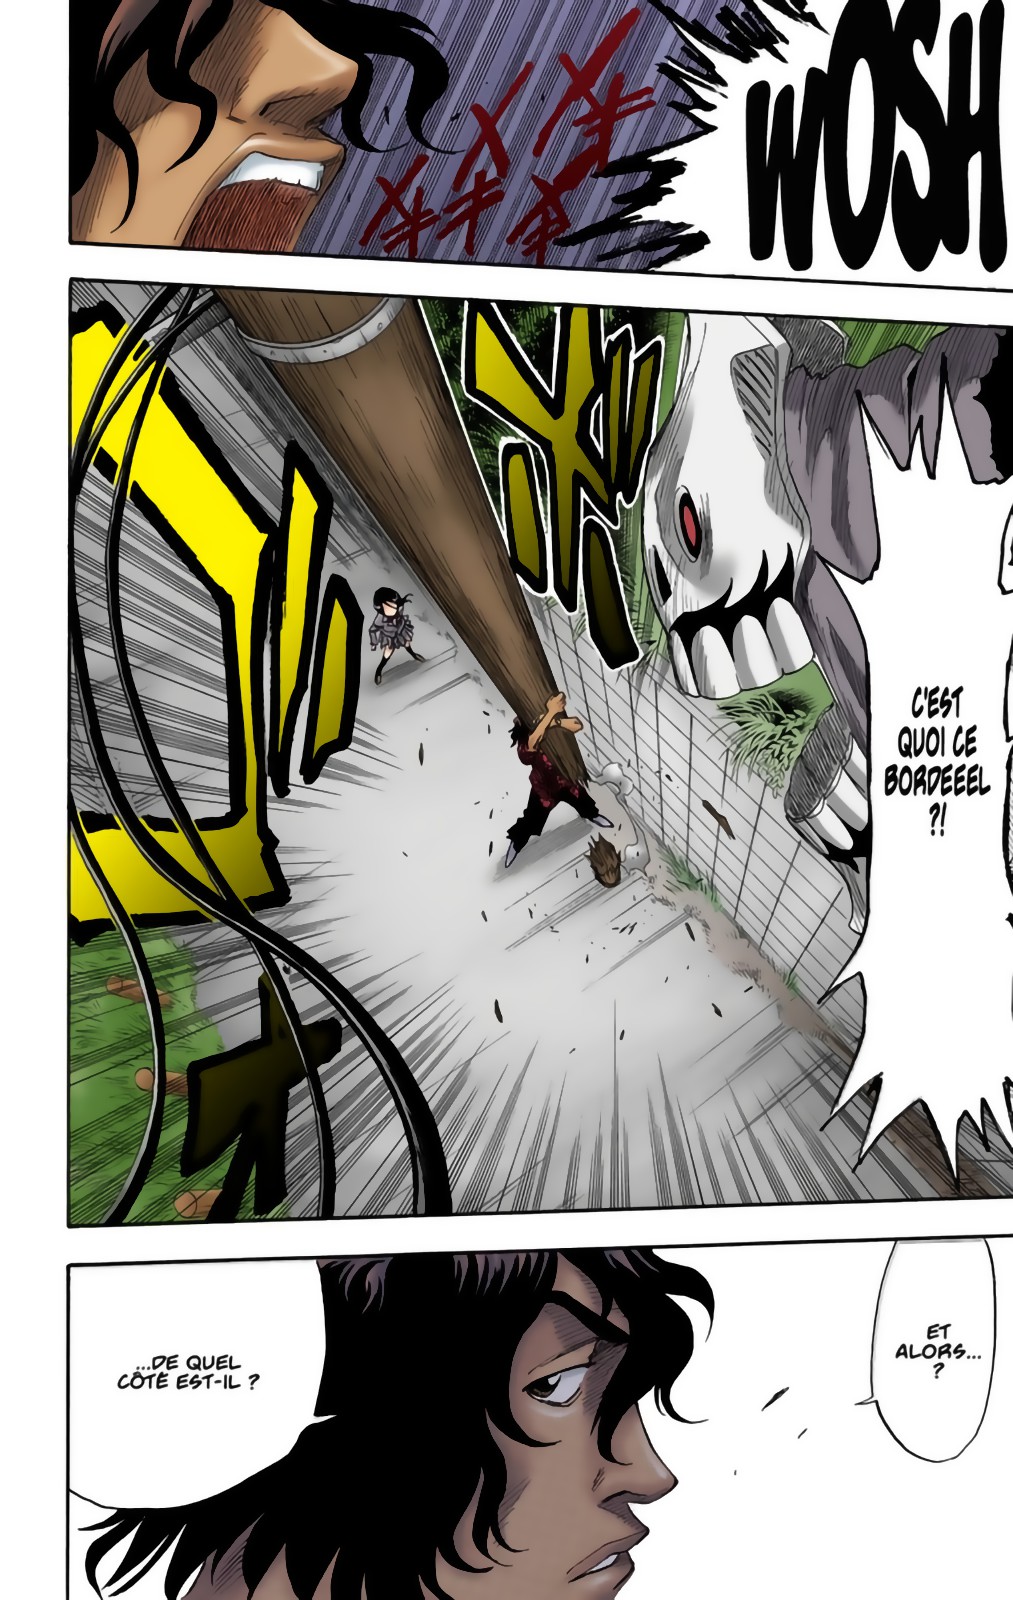 WOSH
C'EST
QUOI CE
BORDEEEL
?!
ET
ALORS...
?
...DE QUEL
CÔTÉ EST-IL ?